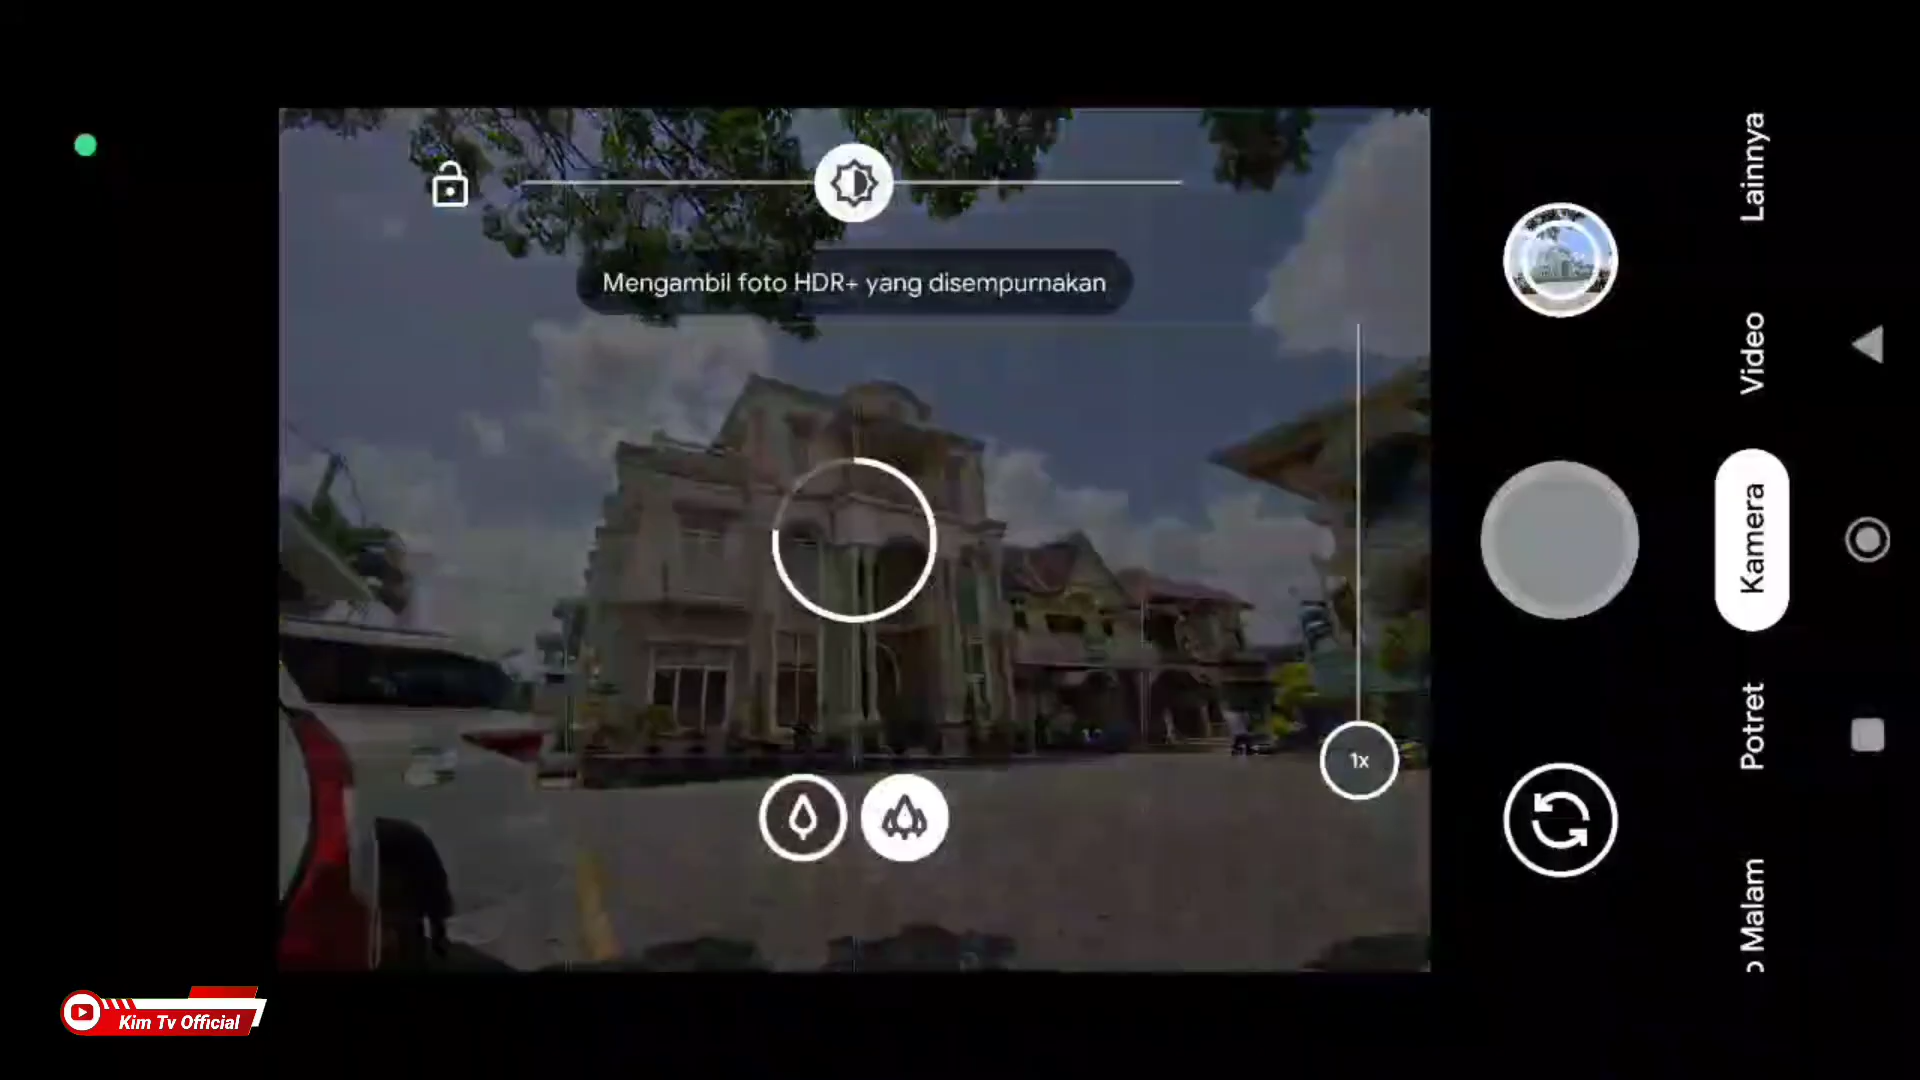 Mengambil foto HDR+ yang disempurnakan
1x
Lainnya
Video
Kamera
Potret
Malam
Kim Tv Official